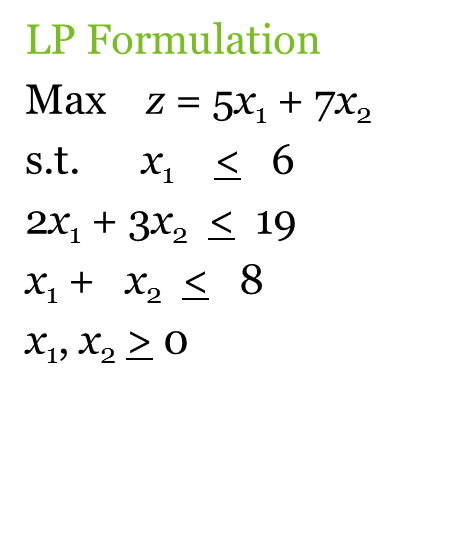 LP Formulation
Max z = 5x₁ + 7x₂
s.t. x₁ ≤ 6
2x₁ + 3x₂ ≤ 19
x₁ + x₂ ≤ 8
x₁, x₂ ≥ 0